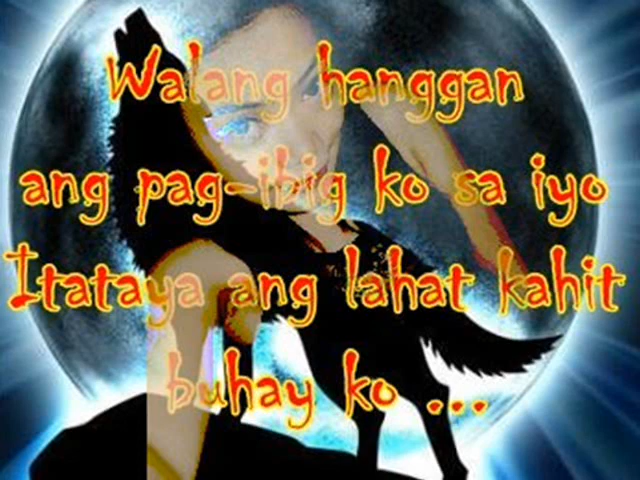 Walang hanggan
ang pag-ibig ko sa iyo
Itataya ang lahat kahit
buhay ko ...